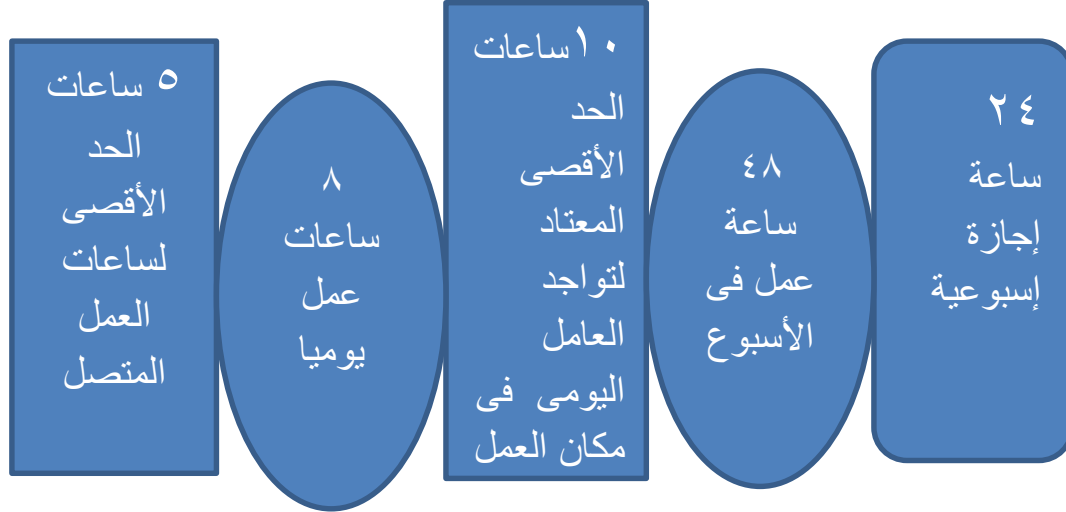 ٢٤
ساعة
إجازة
إسبوعية
٤٨
ساعة
عمل فى
الأسبوع
١٠ساعات
الحد
الأقصى
المعتاد
لتواجد
العامل
اليومى فى
مكان العمل
٨
ساعات
عمل
يوميا
٥ ساعات
الحد
الأقصى
لساعات
العمل
المتصل